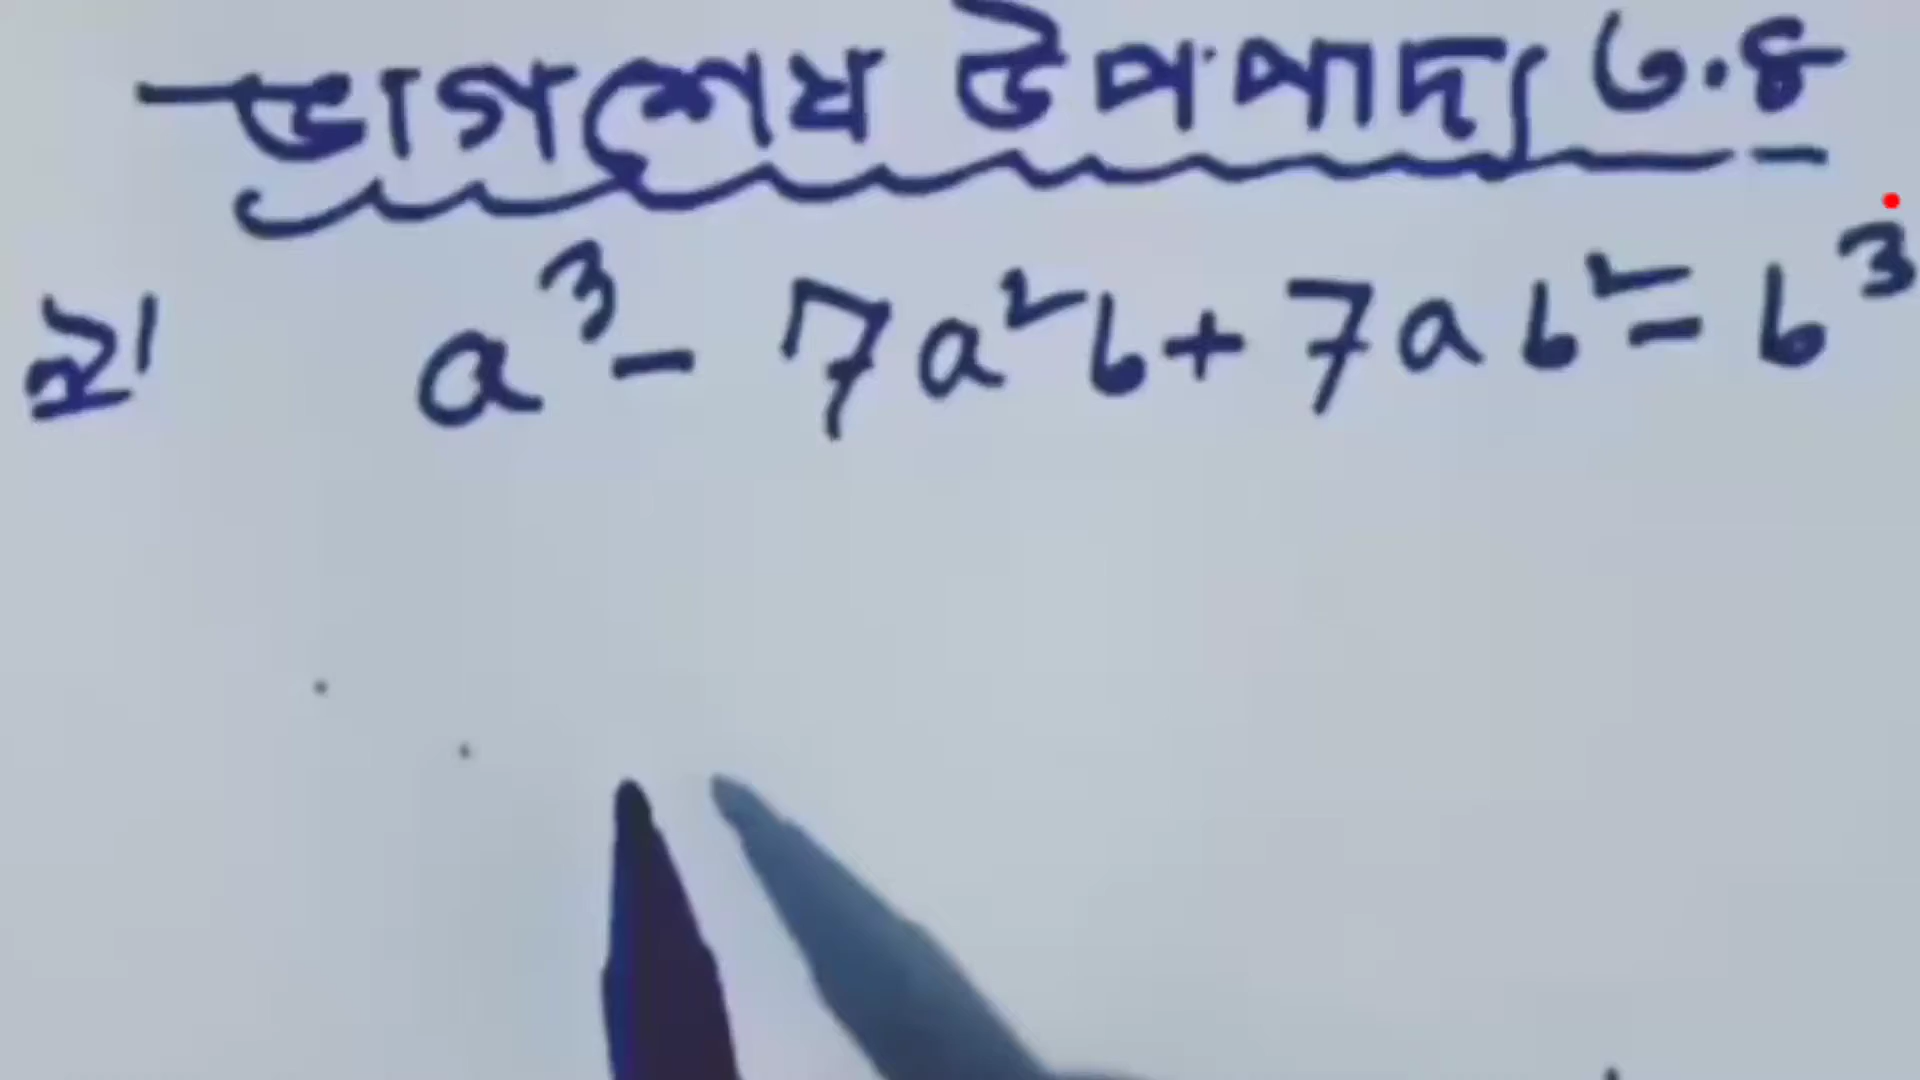 ভাগশেষ উপপাদ্য ৩.৪
২। a³ - 7a²b + 7ab² - b³